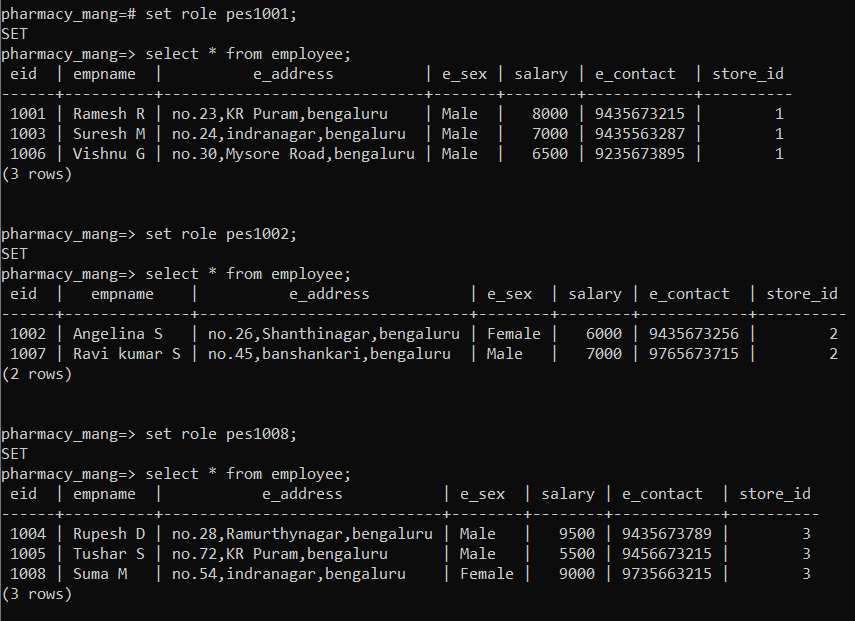 pharmacy_mang=# set role pes1001;
SET
pharmacy_mang=> select * from employee;
 eid  | empname  |          e_address          | e_sex | salary | e_contact  | store_id
------+----------+-----------------------------+-------+--------+------------+----------
 1001 | Ramesh R | no.23,KR Puram,bengaluru    | Male  |   8000 | 9435673215 |        1
 1003 | Suresh M | no.24,indranagar,bengaluru  | Male  |   7000 | 9435563287 |        1
 1006 | Vishnu G | no.30,Mysore Road,bengaluru | Male  |   6500 | 9235673895 |        1
(3 rows)
pharmacy_mang=> set role pes1002;
SET
pharmacy_mang=> select * from employee;
 eid  |   empname    |          e_address           | e_sex  | salary | e_contact  | store_id
------+--------------+------------------------------+--------+--------+------------+----------
 1002 | Angelina S   | no.26,Shanthinagar,bengaluru | Female |   6000 | 9435673256 |        2
 1007 | Ravi kumar S | no.45,banshankari,bengaluru  | Male   |   7000 | 9765673715 |        2
(2 rows)
pharmacy_mang=> set role pes1008;
SET
pharmacy_mang=> select * from employee;
 eid  | empname  |           e_address           | e_sex  | salary | e_contact  | store_id
------+----------+-------------------------------+--------+--------+------------+----------
 1004 | Rupesh D | no.28,Ramurthynagar,bengaluru | Male   |   9500 | 9435673789 |        3
 1005 | Tushar S | no.72,KR Puram,bengaluru      | Male   |   5500 | 9456673215 |        3
 1008 | Suma M   | no.54,indranagar,bengaluru    | Female |   9000 | 9735663215 |        3
(3 rows)